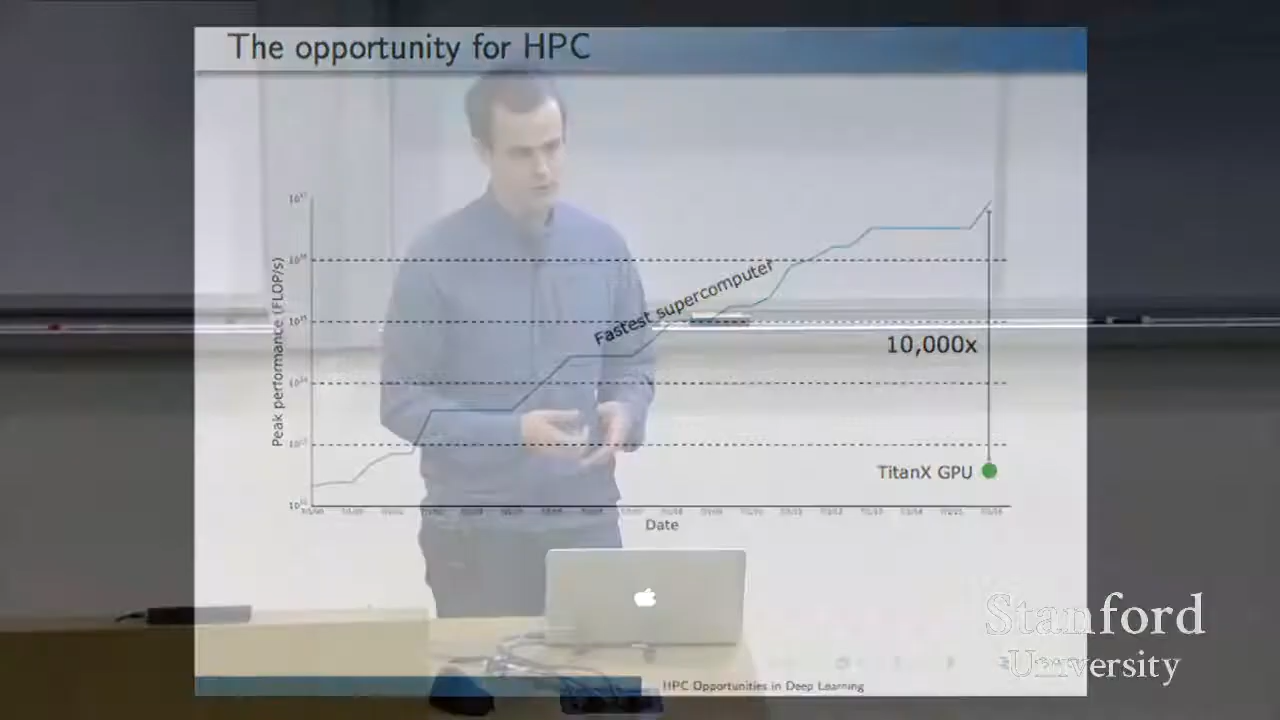 The opportunity for HPC
Peak performance (FLOP/s)
Fastest supercomputer
10,000x
TitanX GPU
Date
Stanford
University
HPC Opportunities in Deep Learning